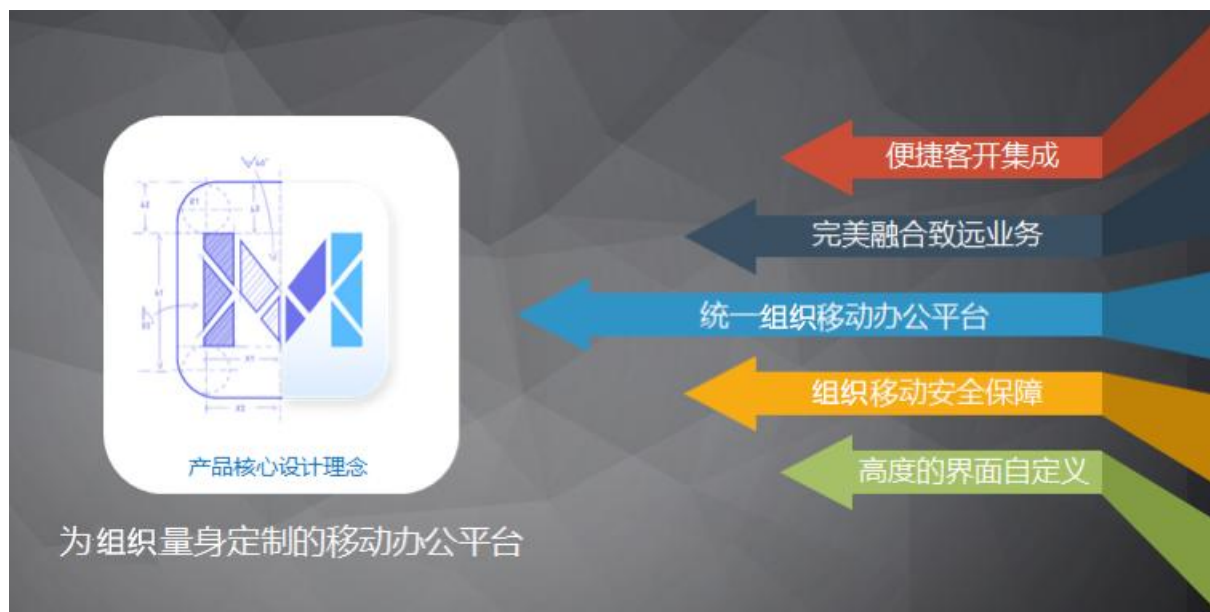 产品核心设计理念
为组织量身定制的移动办公平台
便捷客开集成
完美融合致远业务
统一组织移动办公平台
组织移动安全保障
高度的界面自定义